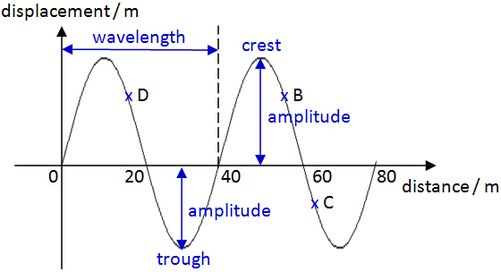 displacement / m
wavelength
crest
D
B
amplitude
0
20
40
60
80
distance / m
amplitude
C
trough